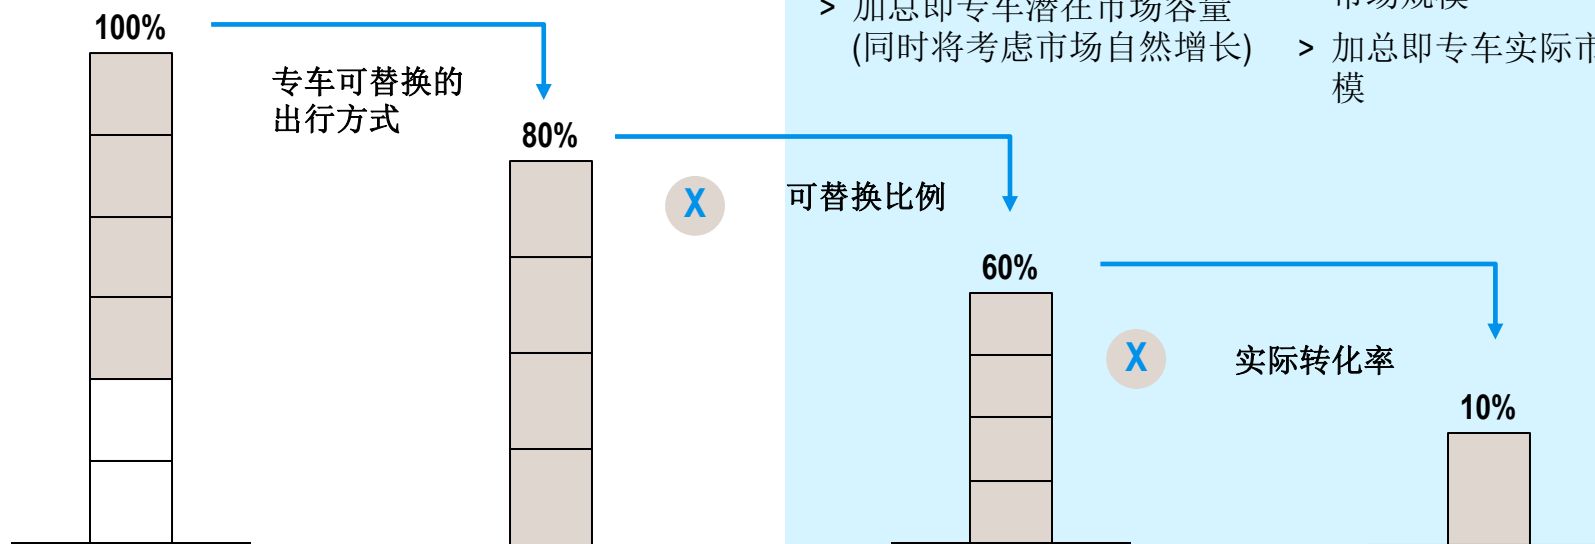 > 加总即专车潜在市场容量
(同时将考虑市场自然增长)
市场规模
> 加总即专车实际市
模
100%
专车可替换的
出行方式
80%
X
可替换比例
60%
X
实际转化率
10%